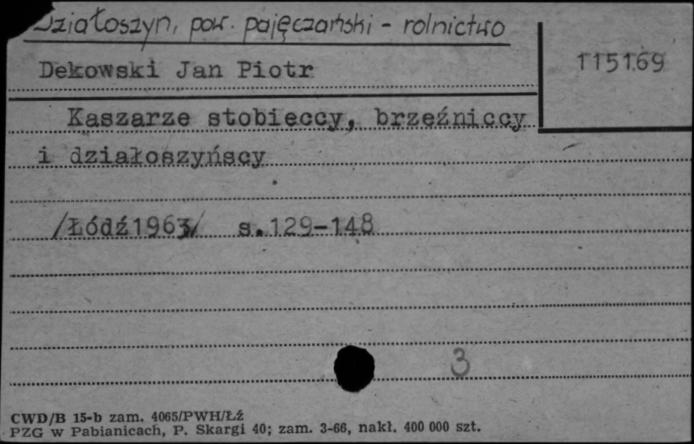 Działoszyn, pow. pajęczański - rolnictwo
115169
Dekowski Jan Piotr
Kaszarze stobieccy, brzeźniccy
i działoszyńscy
/Łódź1963/ s.129-148
3
CWD/B 15-b zam. 4065/PWH/Łź
PZG w Pabianicach, P. Skargi 40; zam. 3-66, nakł. 400 000 szt.